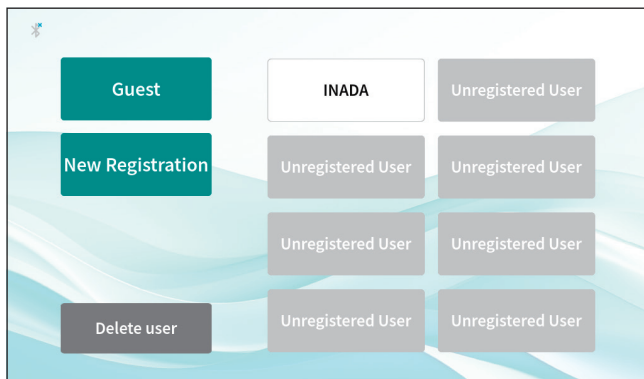 Guest
New Registration
Delete user
INADA
Unregistered User
Unregistered User
Unregistered User
Unregistered User
Unregistered User
Unregistered User
Unregistered User